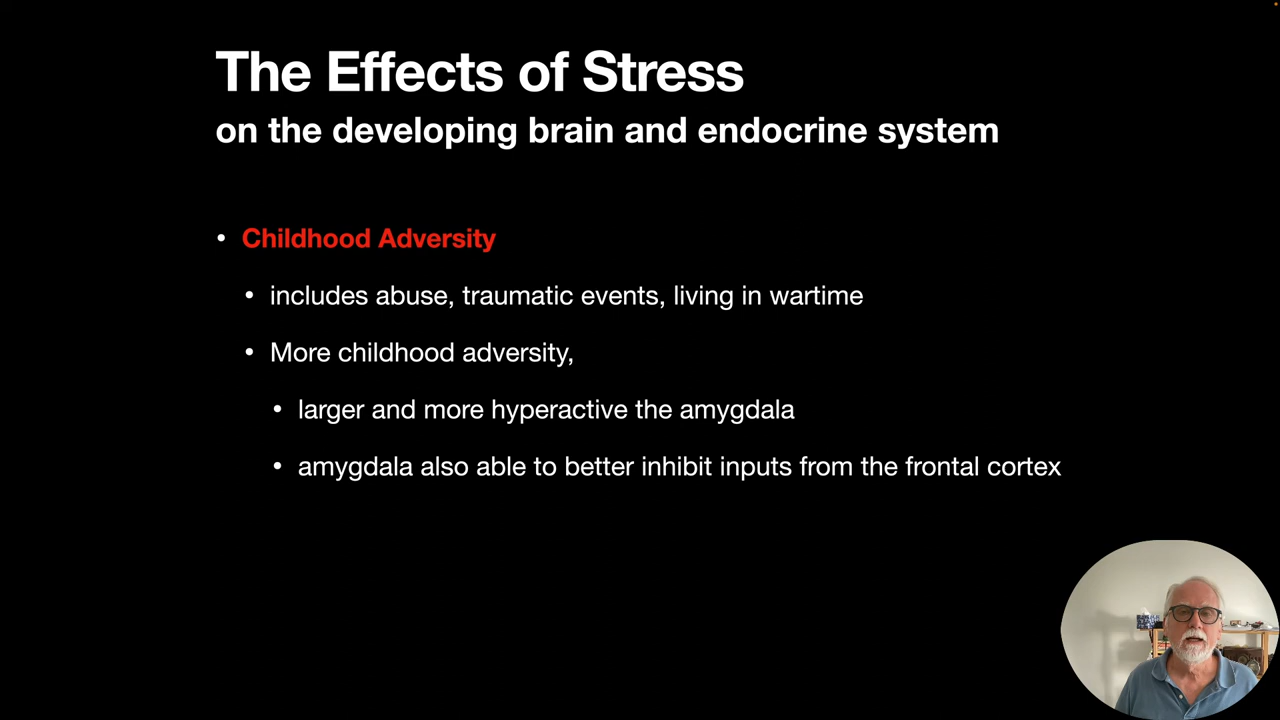 The Effects of Stress
on the developing brain and endocrine system
• Childhood Adversity
• includes abuse, traumatic events, living in wartime
• More childhood adversity,
• larger and more hyperactive the amygdala
• amygdala also able to better inhibit inputs from the frontal cortex